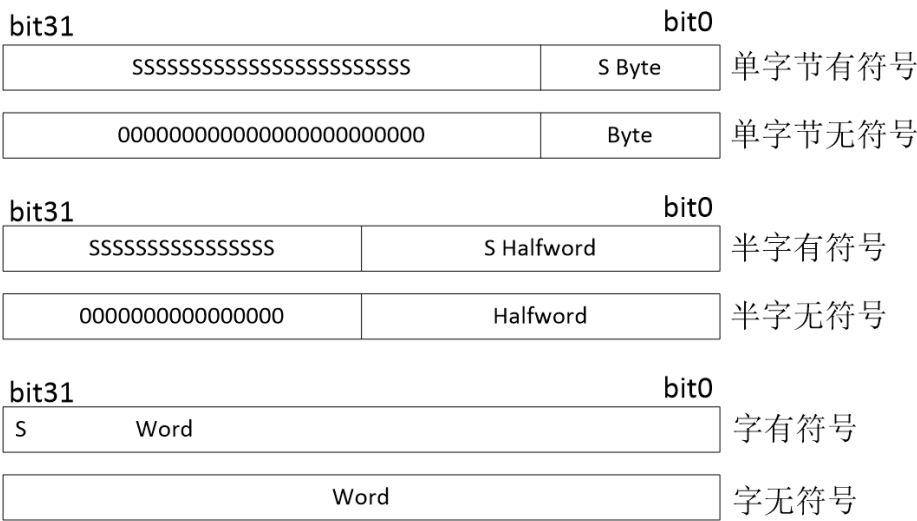 bit31 bit0
SSSSSSSSSSSSSSSSSSSSSSSS S Byte 单字节有符号
000000000000000000000000 Byte 单字节无符号
bit31 bit0
SSSSSSSSSSSSSSSS S Halfword 半字有符号
0000000000000000 Halfword 半字无符号
bit31 bit0
S Word 字有符号
Word 字无符号